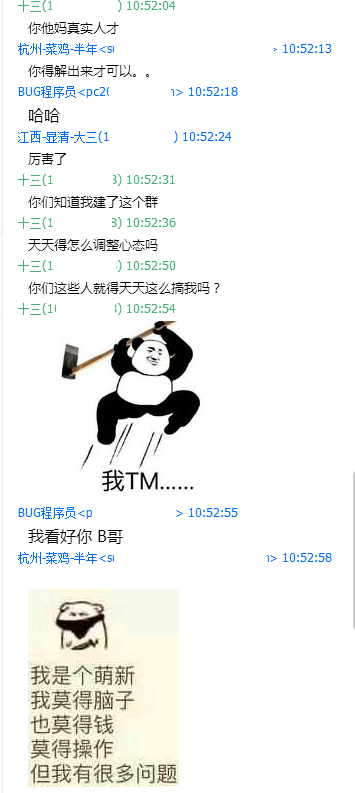 十三(1 ) 10:52:04
你他妈真实人才
杭州-菜鸡-半年<s > 10:52:13
你得解出来才可以。。
BUG程序员<pc2 > 10:52:18
哈哈
江西-显清-大三(1 ) 10:52:24
厉害了
十三(1 3) 10:52:31
你们知道我建了这个群
十三(1 8) 10:52:36
天天得怎么调整心态吗
十三(1 ) 10:52:50
你们这些人就得天天这么搞我吗？
十三(1 ) 10:52:54
我TM......
BUG程序员<p > 10:52:55
我看好你 B哥
杭州-菜鸡-半年<s > 10:52:58
我是个萌新
我莫得脑子
也莫得钱
莫得操作
但我有很多问题